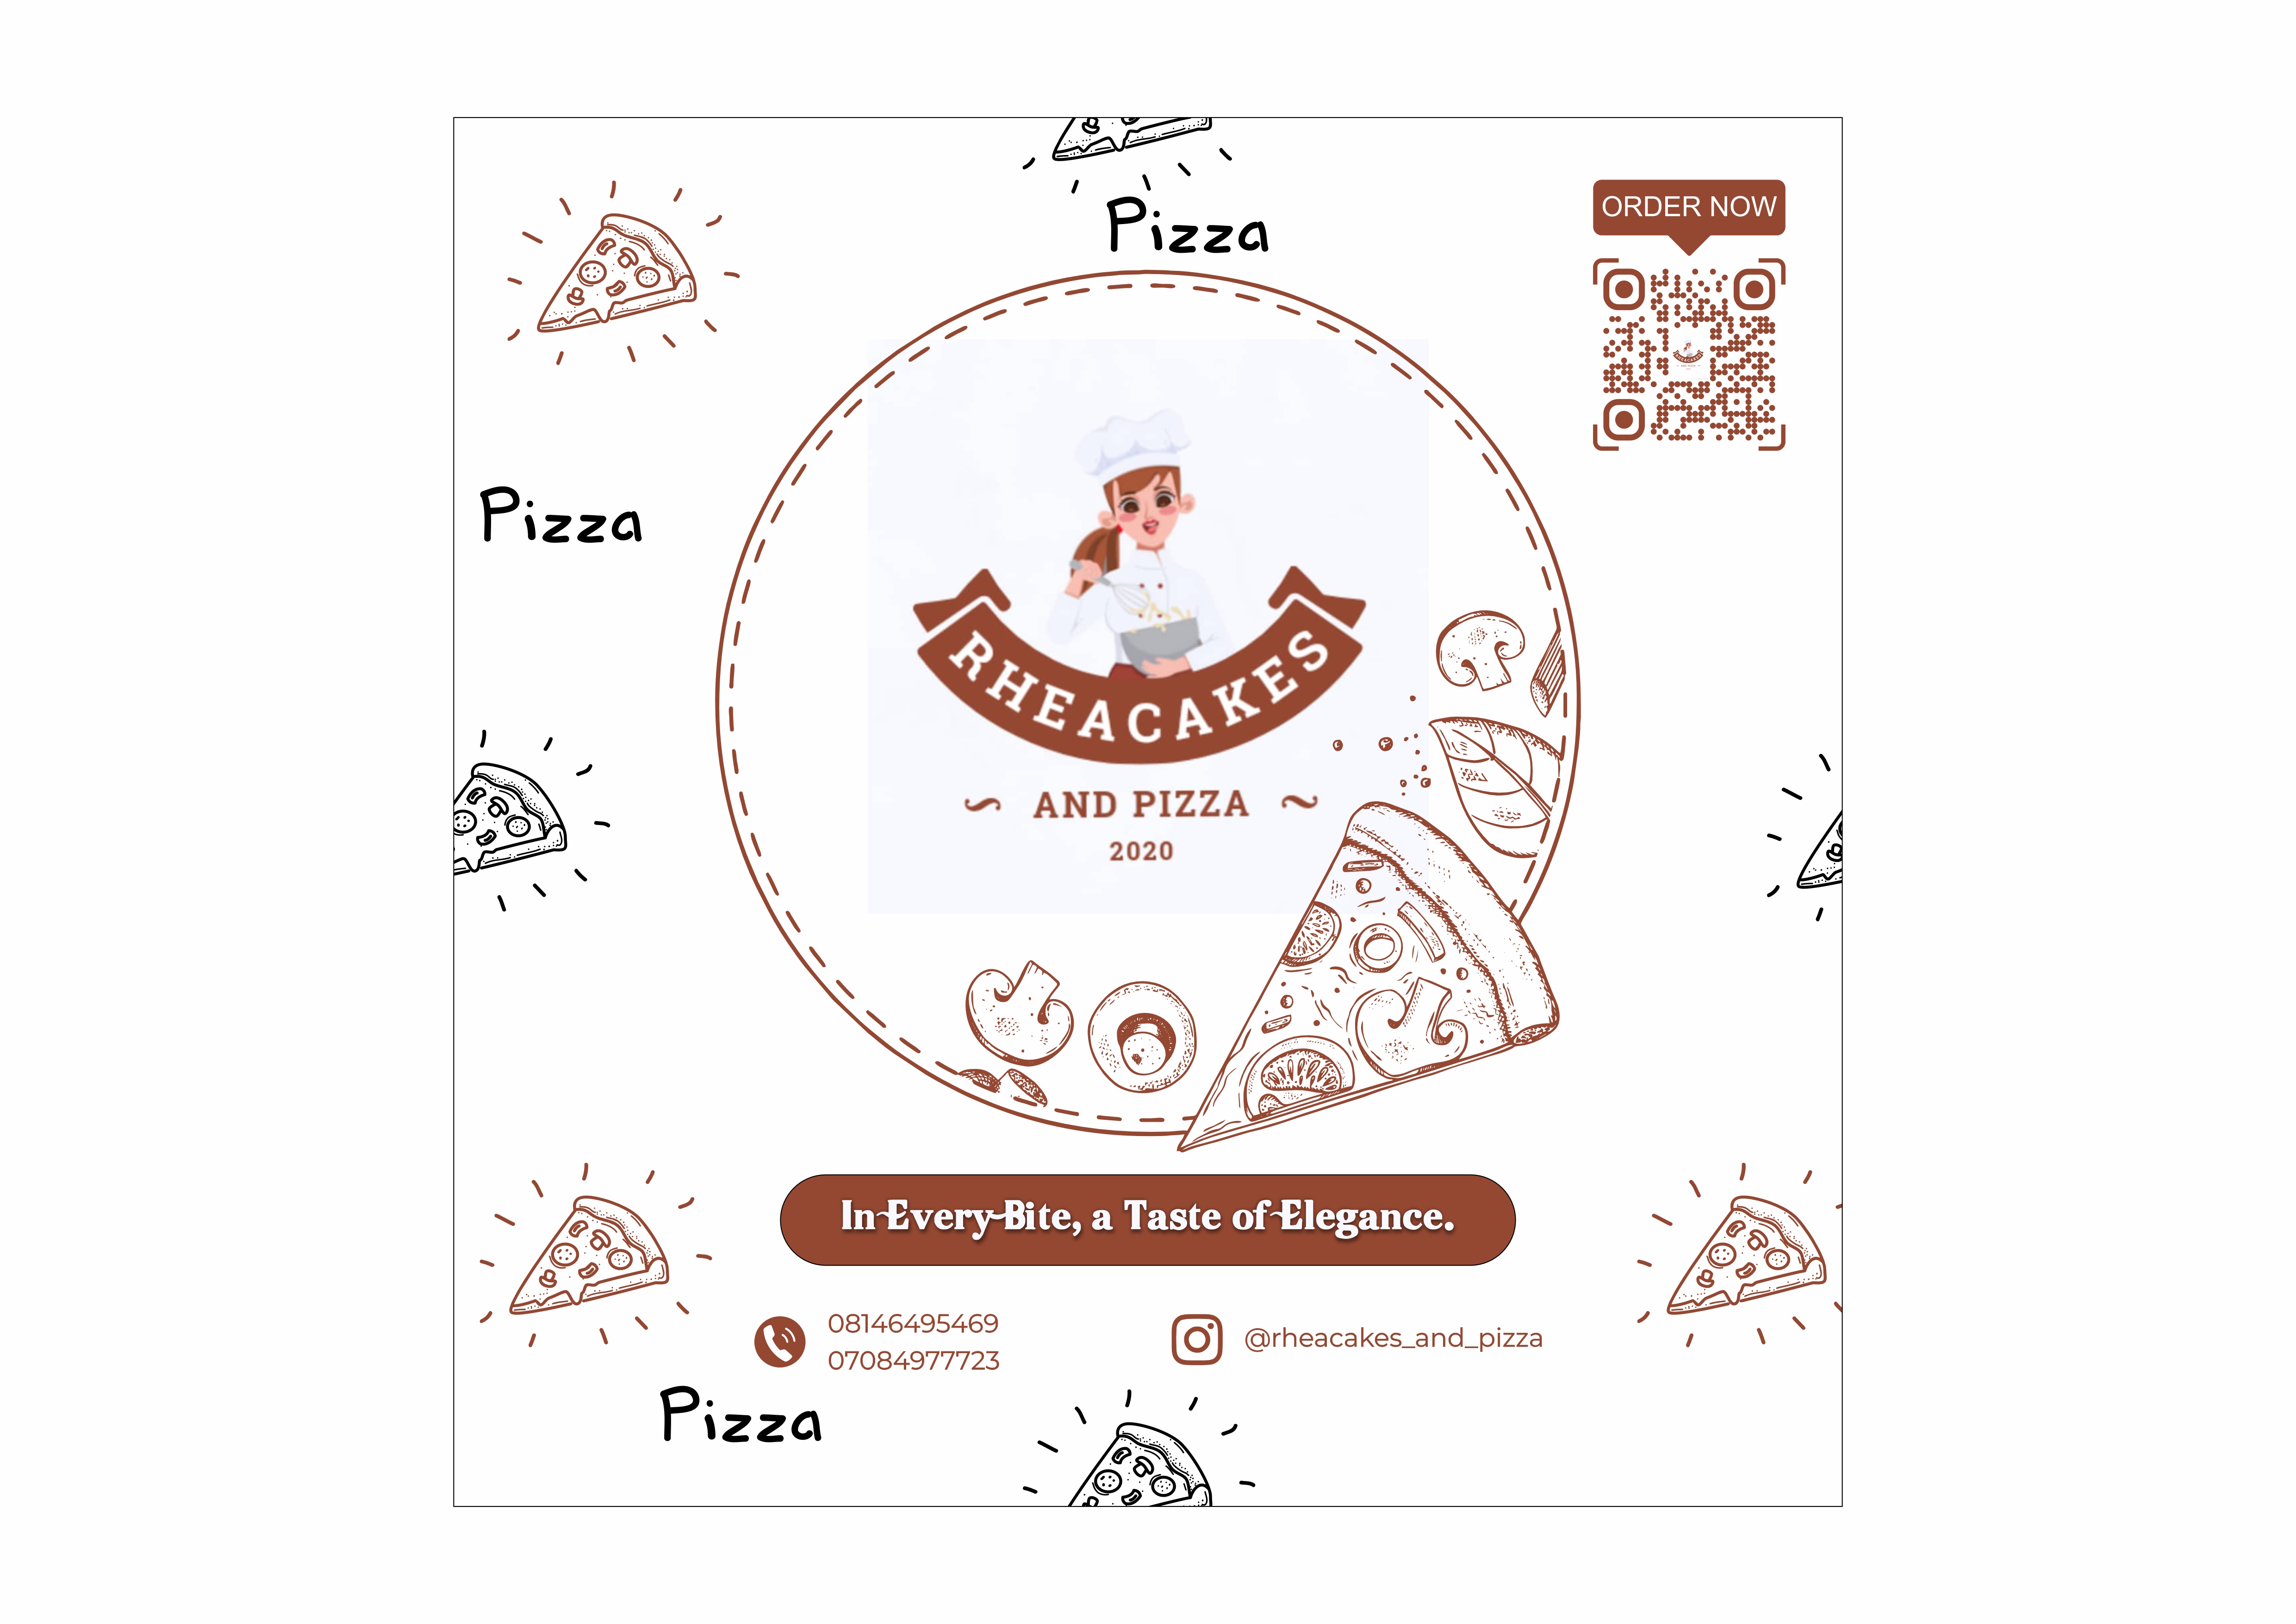 Pizza
ORDER NOW
Pizza
RHEACAKES
AND PIZZA
2020
In Every Bite, a Taste of Elegance.
08146495469
07084977723
@rheacakes_and_pizza
Pizza